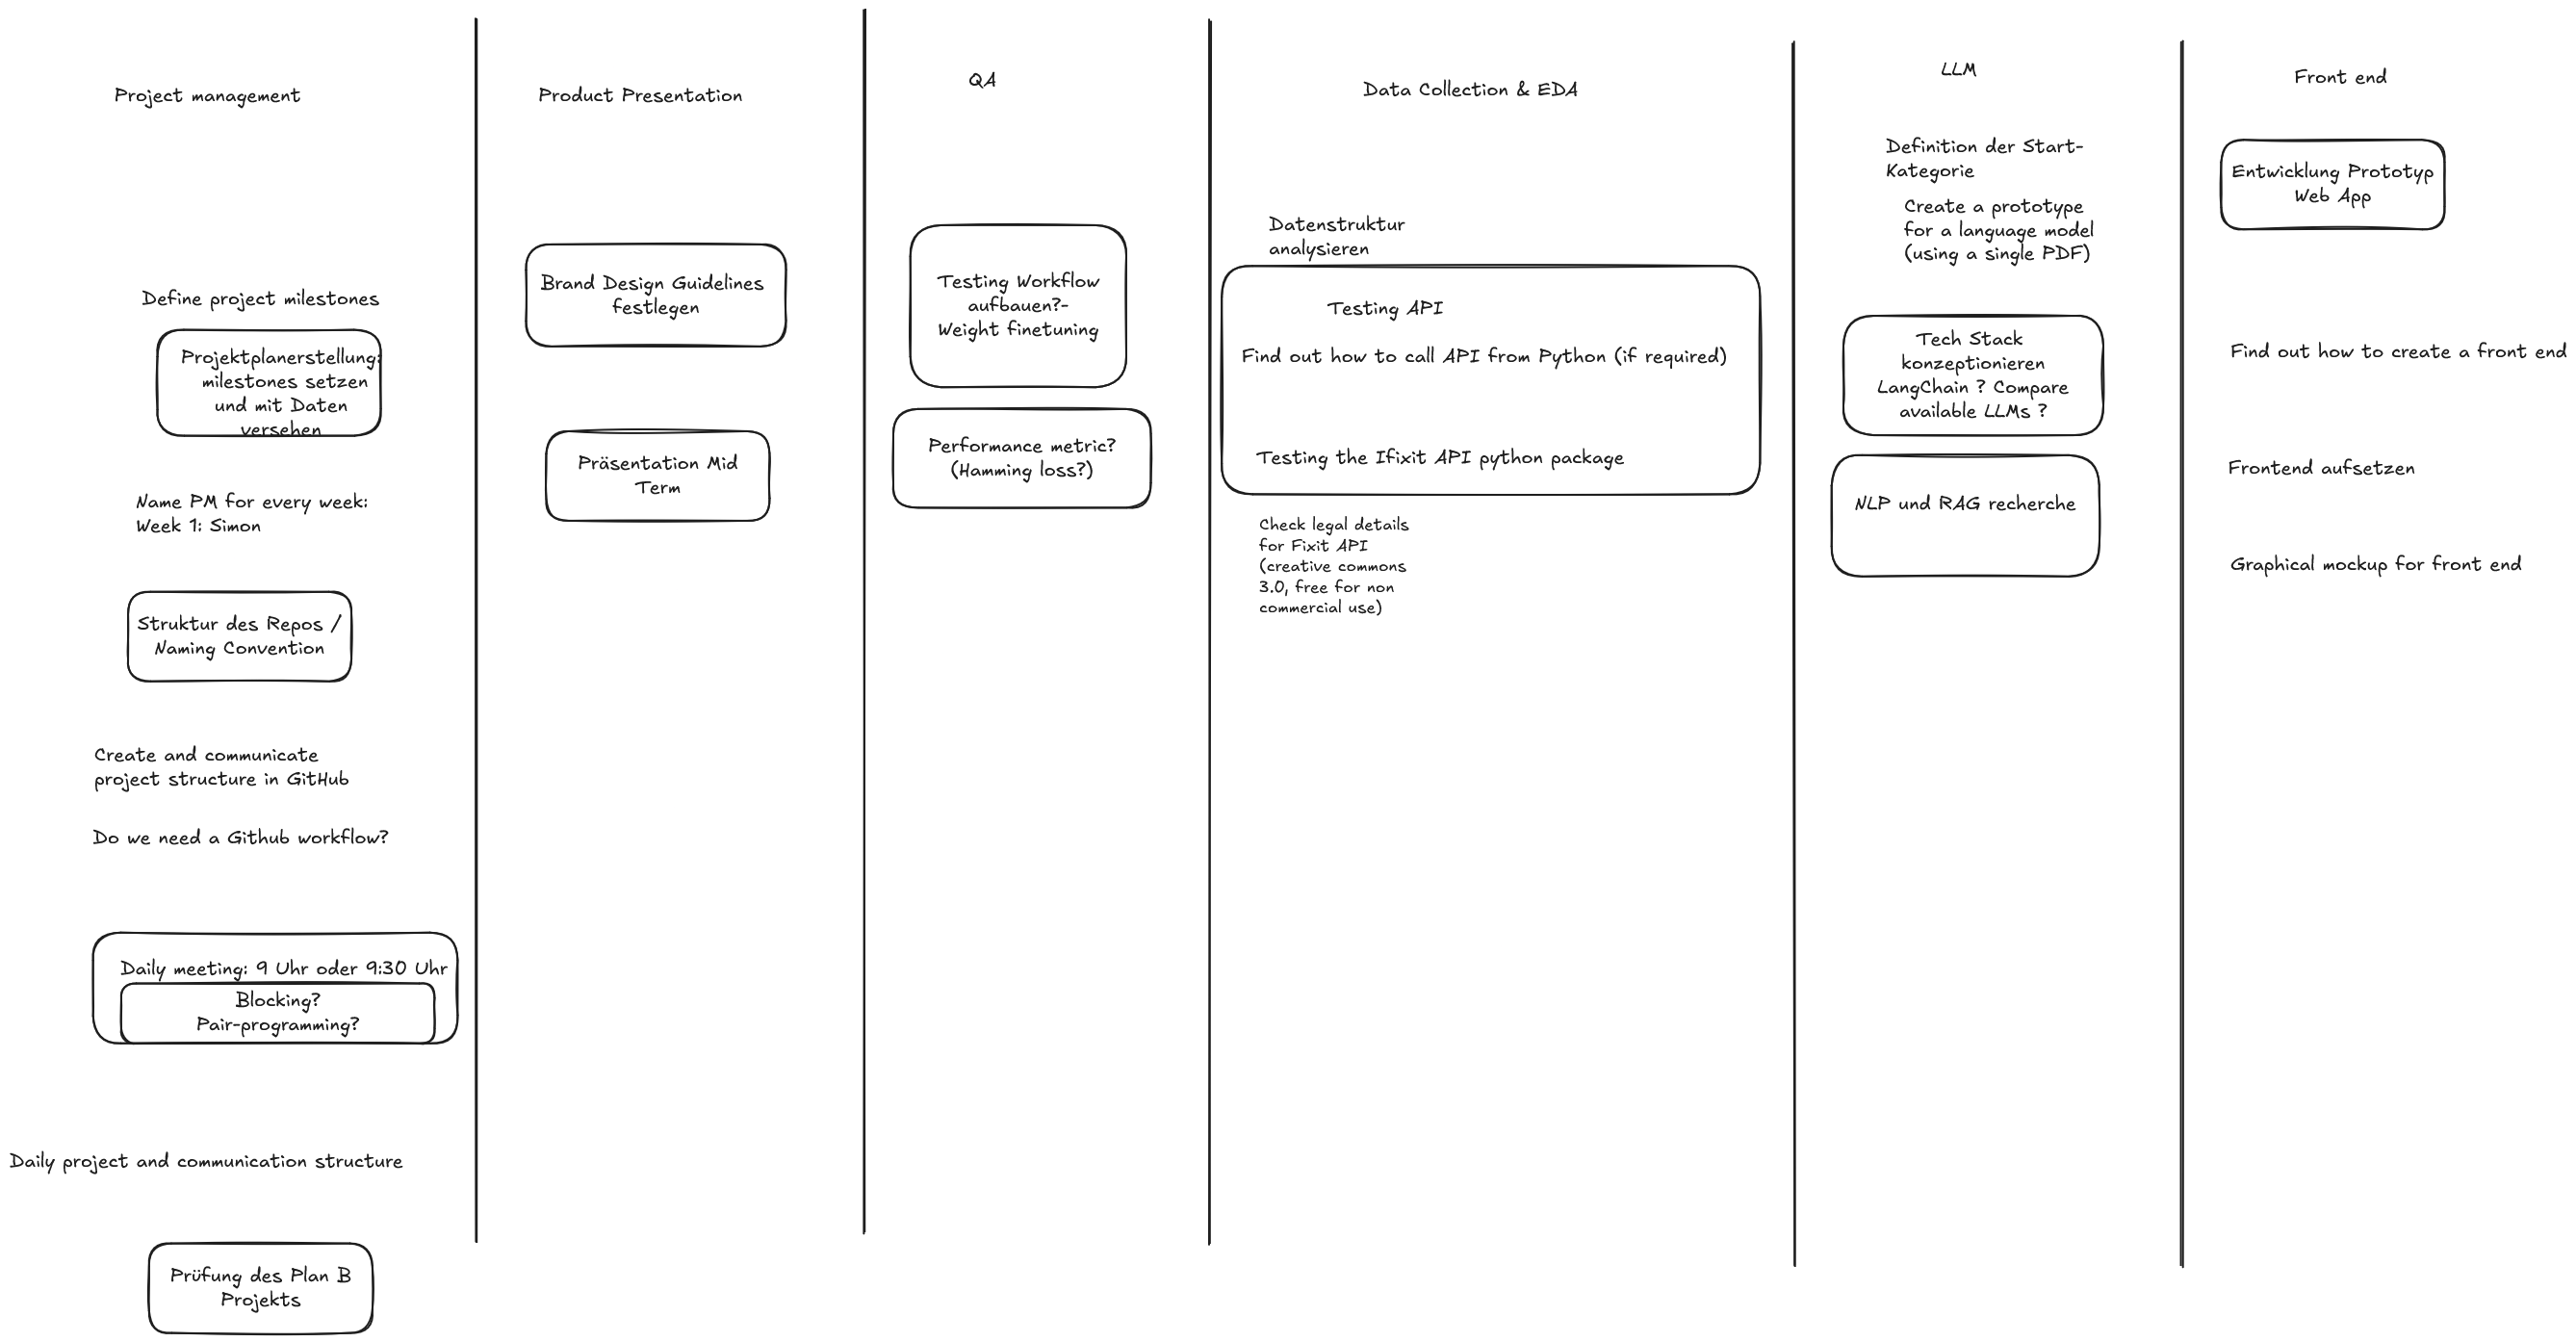 Project management
Define project milestones
Projektplanerstellung:
milestones setzen
und mit Daten
versehen
Name PM for every week:
Week 1: Simon
Struktur des Repos /
Naming Convention
Create and communicate
project structure in GitHub
Do we need a Github workflow?
Daily meeting: 9 Uhr oder 9:30 Uhr
Blocking?
Pair-programming?
Daily project and communication structure
Prüfung des Plan B
Projekts
Product Presentation
Brand Design Guidelines
festlegen
Präsentation Mid
Term
QA
Testing Workflow
aufbauen?-
Weight finetuning
Performance metric?
(Hamming loss?)
Data Collection & EDA
Datenstruktur
analysieren
Testing API
Find out how to call API from Python (if required)
Testing the Ifixit API python package
Check legal details
for Fixit API
(creative commons
3.0, free for non
commercial use)
LLM
Definition der Start-
Kategorie
Create a prototype
for a language model
(using a single PDF)
Tech Stack
konzeptionieren
LangChain ? Compare
available LLMs ?
NLP und RAG recherche
Front end
Entwicklung Prototyp
Web App
Find out how to create a front end
Frontend aufsetzen
Graphical mockup for front end